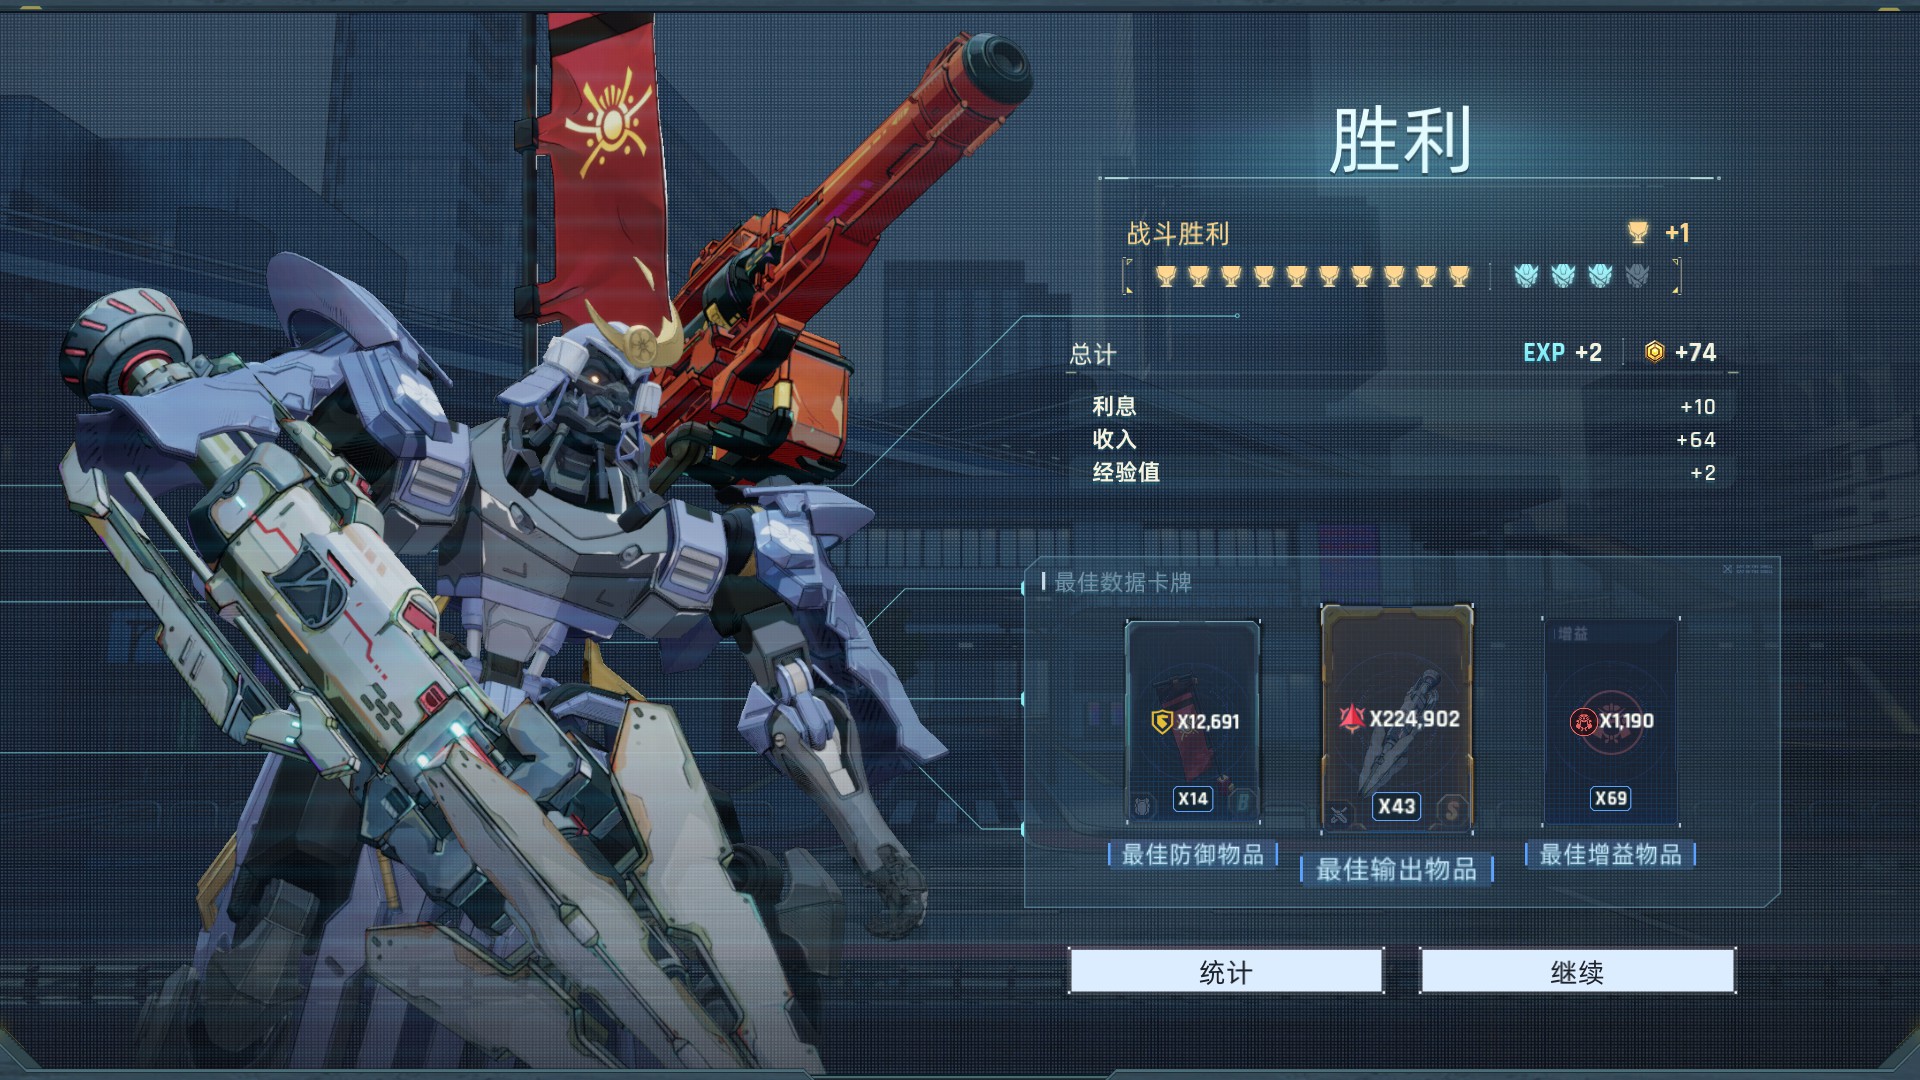 胜利
战斗胜利 +1
总计 EXP +2 +74
利息 +10
收入 +64
经验值 +2
最佳数据卡牌
增益
X12,691 X224,902 X1,190
X14 B X43 S X69
最佳防御物品 最佳输出物品 最佳增益物品
统计 继续